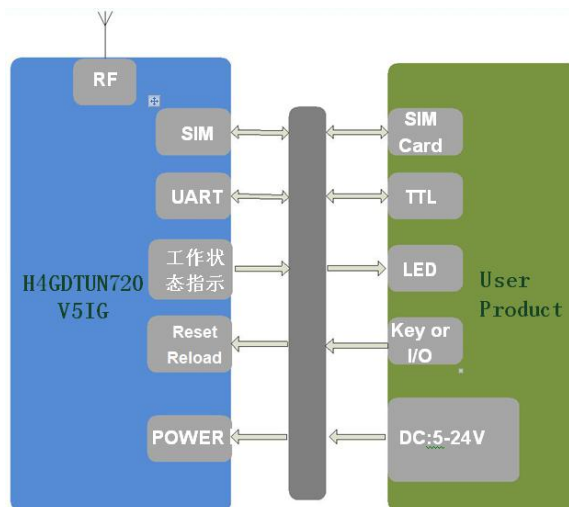 RF
SIM
UART
工作状
态指示
H4GDTUN720
V5IG
Reset
Reload
POWER
SIM
Card
TTL
LED
User
Product
Key or
I/O
DC:5-24V